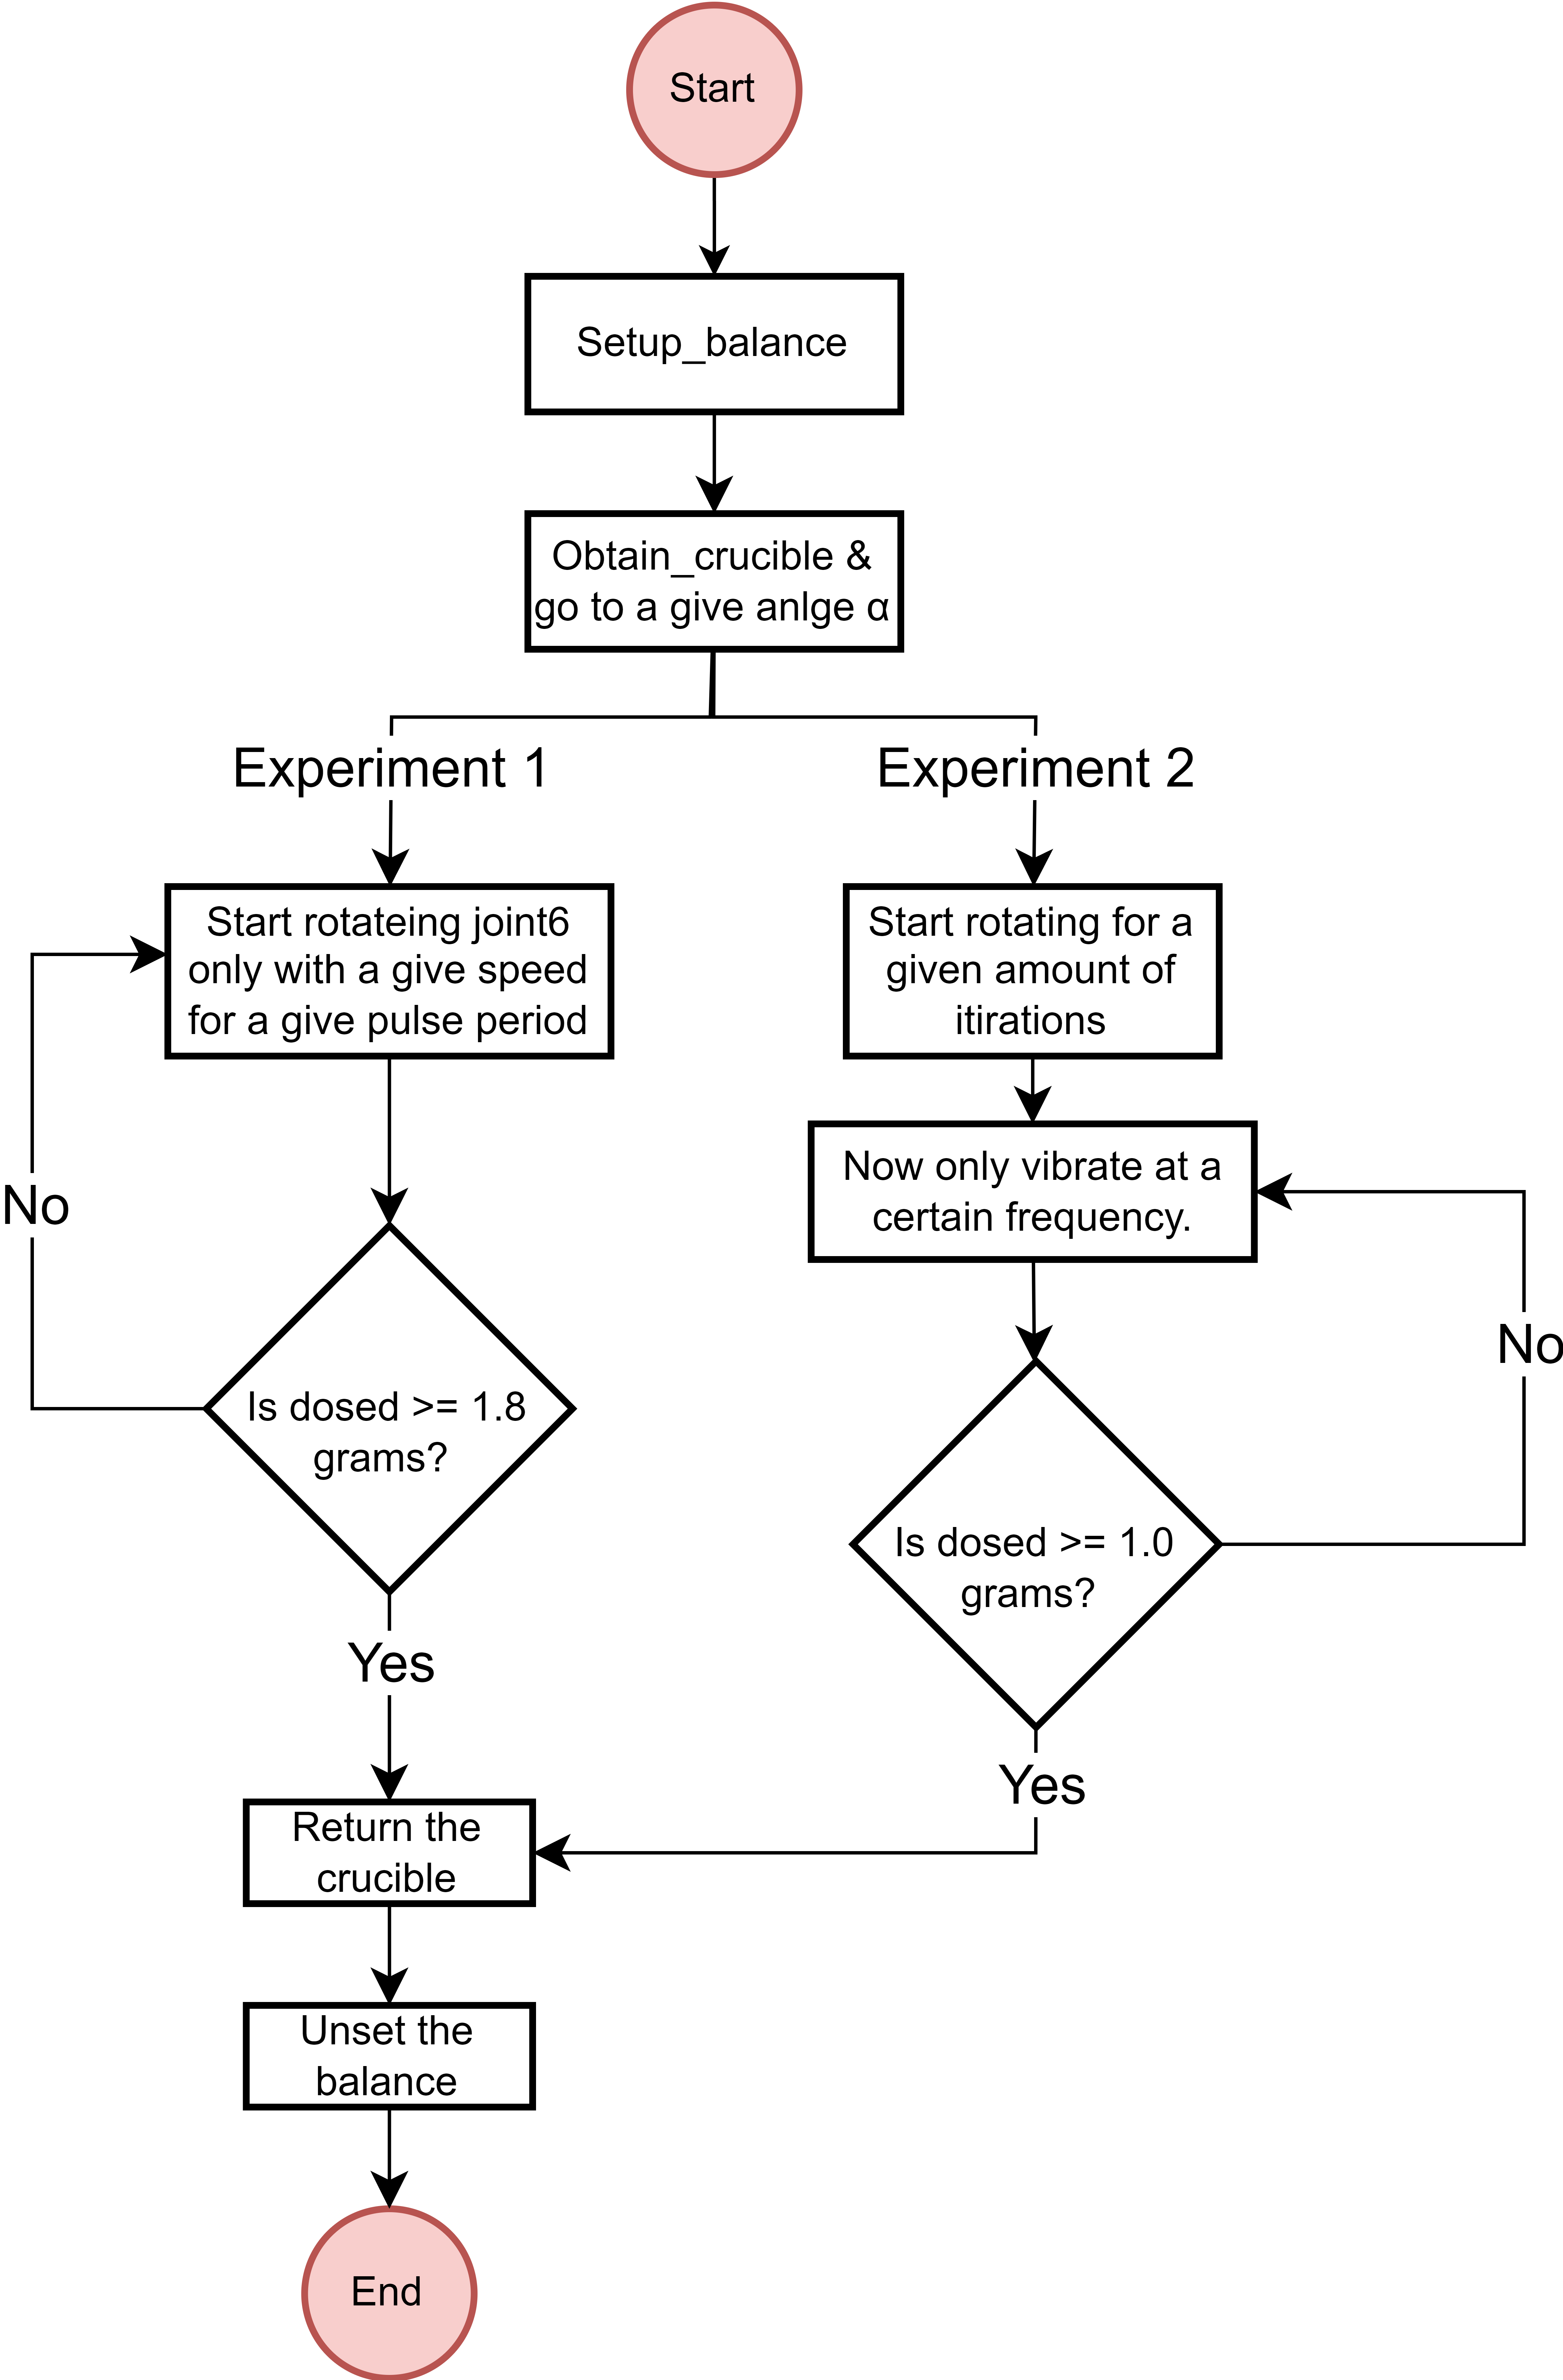 Start
Setup_balance
Obtain_crucible &
go to a give anlge α
Experiment 1
Experiment 2
Start rotateing joint6
only with a give speed
for a give pulse period
Start rotating for a
given amount of
itirations
Now only vibrate at a
certain frequency.
No
No
Is dosed >= 1.8
grams?
Is dosed >= 1.0
grams?
Yes
Yes
Return the
crucible
Unset the
balance
End